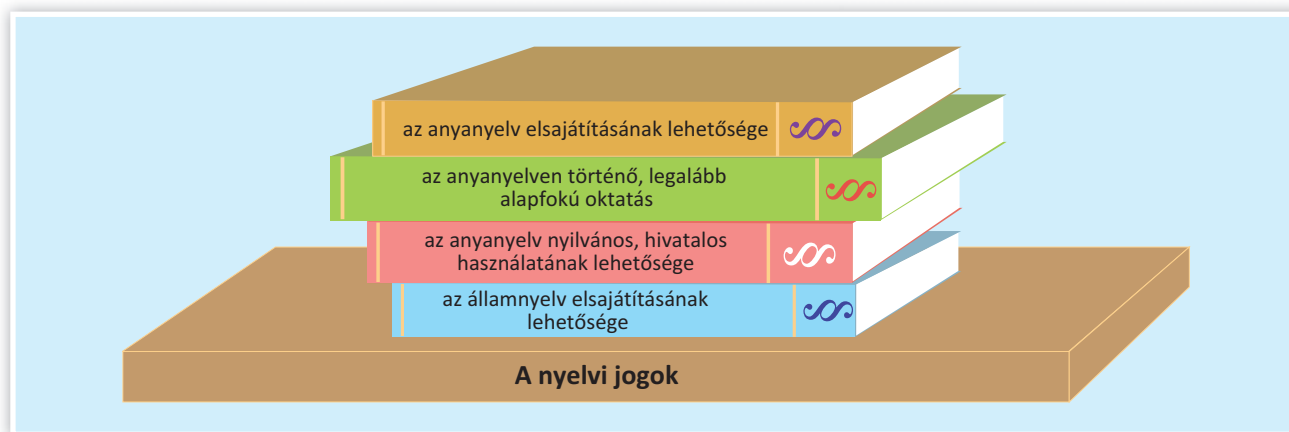 az anyanyelv elsajátításának lehetősége
az anyanyelven történő, legalább
alapfokú oktatás
az anyanyelv nyilvános, hivatalos
használatának lehetősége
az államnyelv elsajátításának
lehetősége
A nyelvi jogok